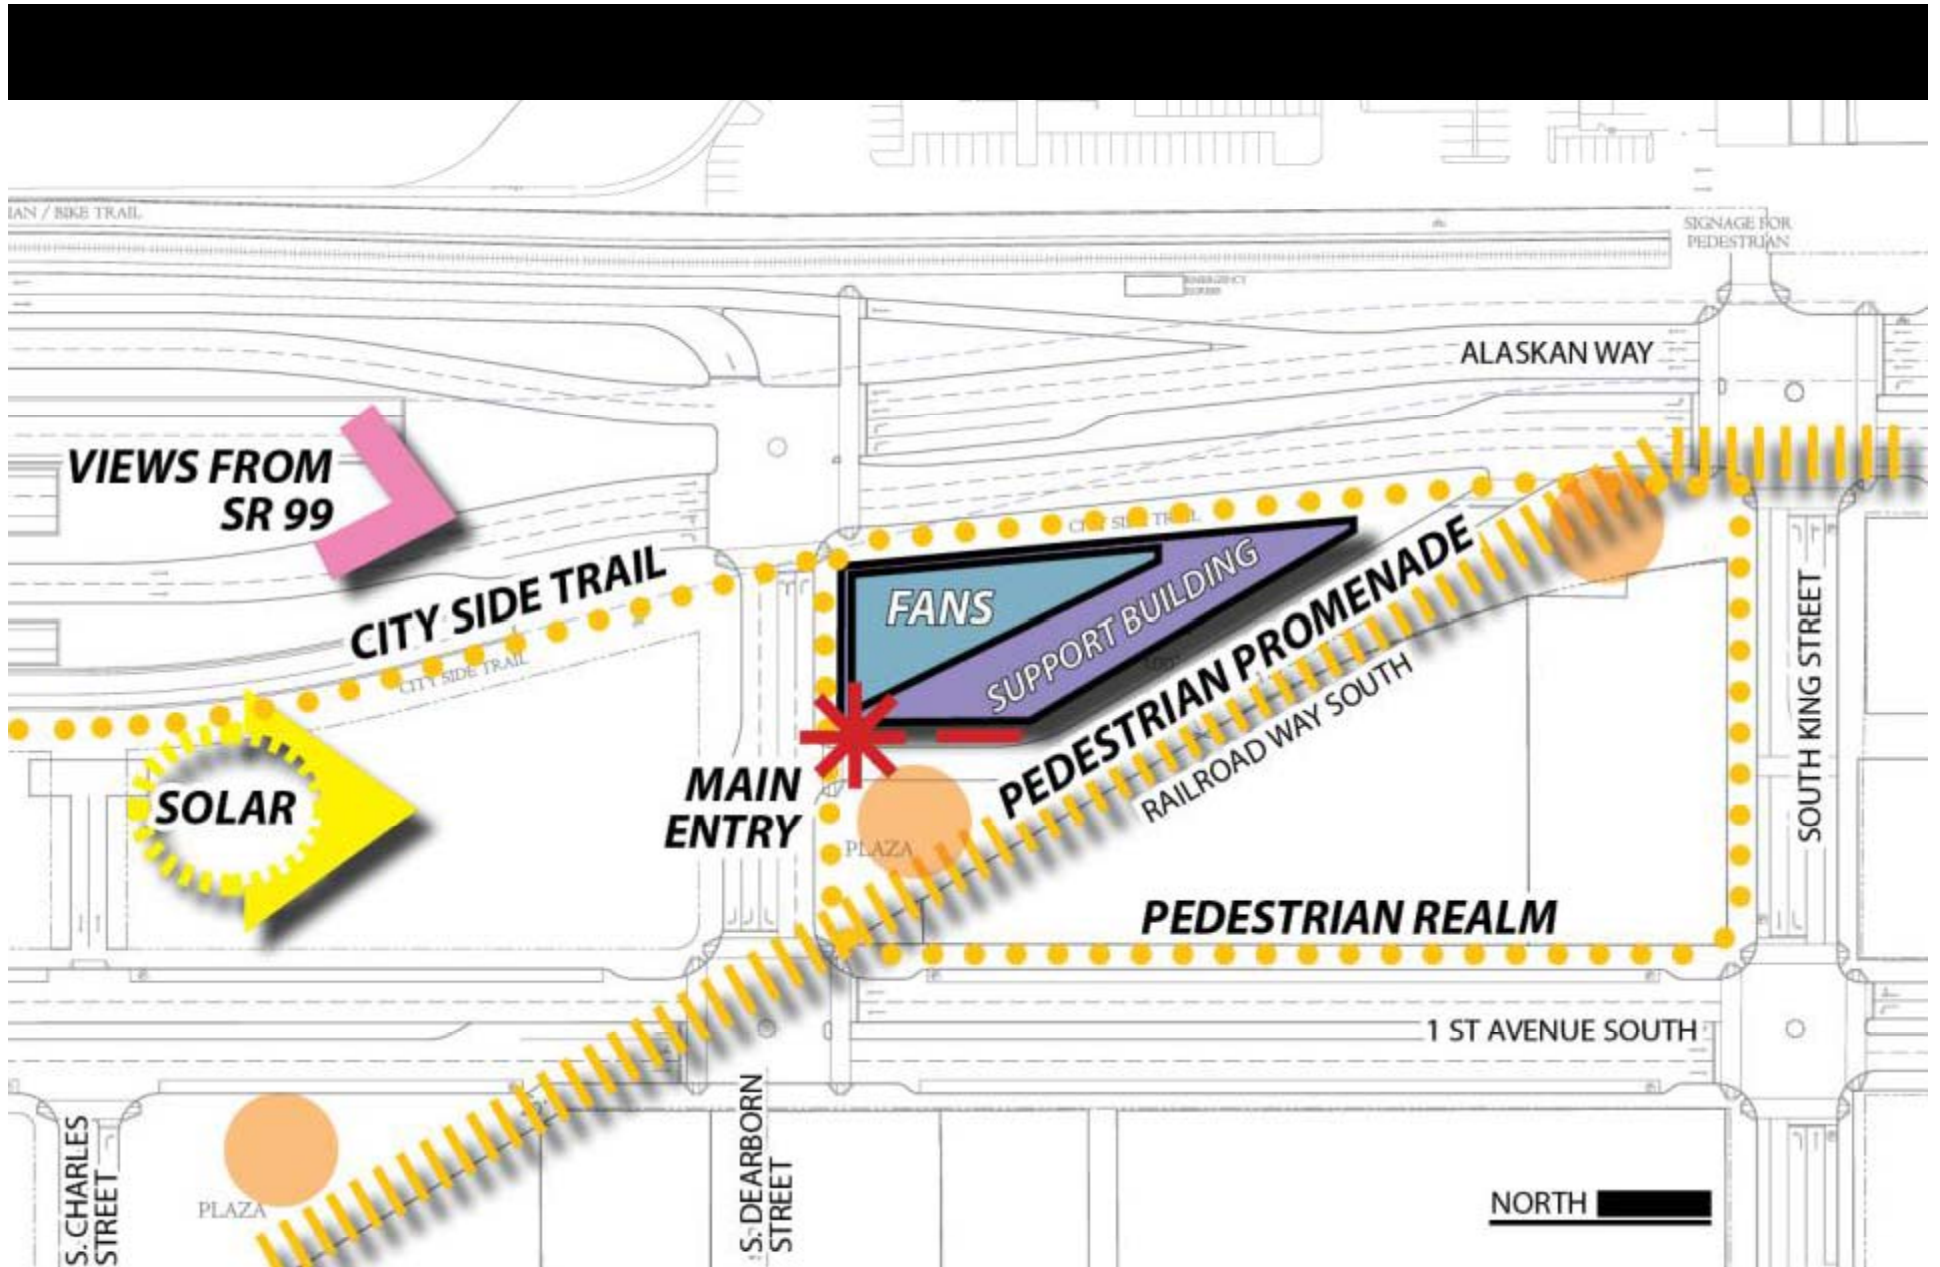 IAN / BIKE TRAIL
SIGNAGE FOR
PEDESTRIAN
ALASKAN WAY
VIEWS FROM
SR 99
CITY SIDE TRAIL
CITY SIDE TRAIL
CITY SIDE TRAIL
FANS
SUPPORT BUILDING
PEDESTRIAN PROMENADE
RAILROAD WAY SOUTH
SOUTH KING STREET
SOLAR
MAIN
ENTRY
PLAZA
PEDESTRIAN REALM
1 ST AVENUE SOUTH
S. CHARLES
STREET
PLAZA
S. DEARBORN
STREET
NORTH